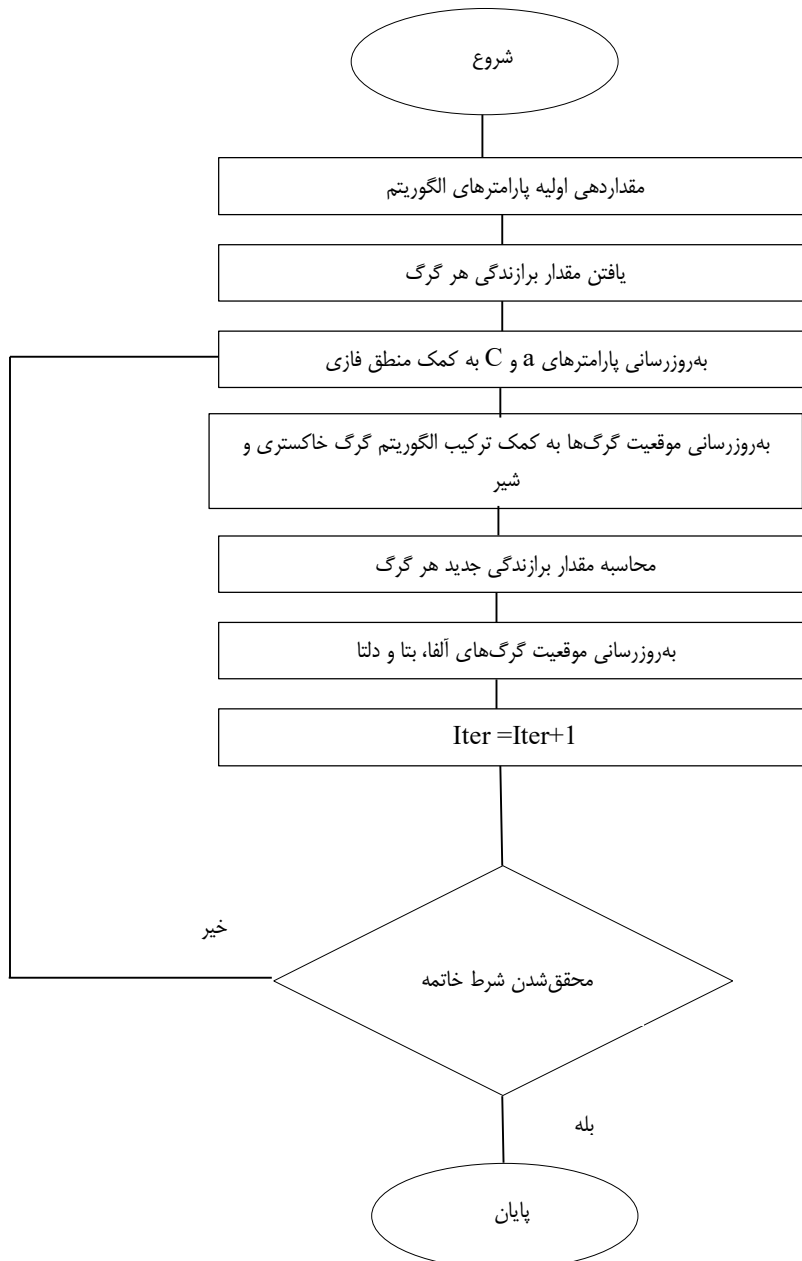 شروع
مقداردهی اولیه پارامترهای الگوریتم
یافتن مقدار برازندگی هر گرگ
به‌روزرسانی پارامترهای a و C به کمک منطق فازی
به‌روزرسانی موقعیت گرگ‌ها به کمک ترکیب الگوریتم گرگ خاکستری و
شیر
محاسبه مقدار برازندگی جدید هر گرگ
به‌روزرسانی موقعیت گرگ‌های آلفا، بتا و دلتا
Iter =Iter+1
خیر
محقق‌شدن شرط خاتمه
بله
پایان